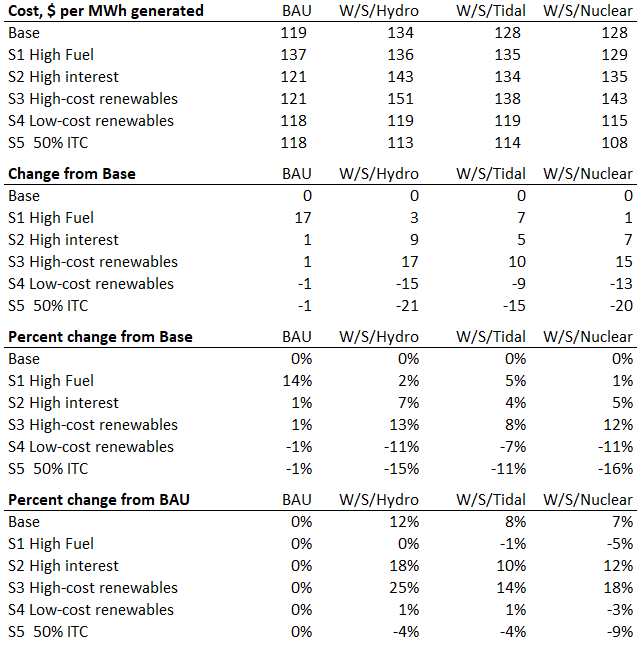 Cost, $ per MWh generated BAU W/S/Hydro W/S/Tidal W/S/Nuclear
Base 119 134 128 128
S1 High Fuel 137 136 135 129
S2 High interest 121 143 134 135
S3 High-cost renewables 121 151 138 143
S4 Low-cost renewables 118 119 119 115
S5  50% ITC 118 113 114 108
Change from Base BAU W/S/Hydro W/S/Tidal W/S/Nuclear
Base 0 0 0 0
S1 High Fuel 17 3 7 1
S2 High interest 1 9 5 7
S3 High-cost renewables 1 17 10 15
S4 Low-cost renewables -1 -15 -9 -13
S5  50% ITC -1 -21 -15 -20
Percent change from Base BAU W/S/Hydro W/S/Tidal W/S/Nuclear
Base 0% 0% 0% 0%
S1 High Fuel 14% 2% 5% 1%
S2 High interest 1% 7% 4% 5%
S3 High-cost renewables 1% 13% 8% 12%
S4 Low-cost renewables -1% -11% -7% -11%
S5  50% ITC -1% -15% -11% -16%
Percent change from BAU BAU W/S/Hydro W/S/Tidal W/S/Nuclear
Base 0% 12% 8% 7%
S1 High Fuel 0% 0% -1% -5%
S2 High interest 0% 18% 10% 12%
S3 High-cost renewables 0% 25% 14% 18%
S4 Low-cost renewables 0% 1% 1% -3%
S5  50% ITC 0% -4% -4% -9%